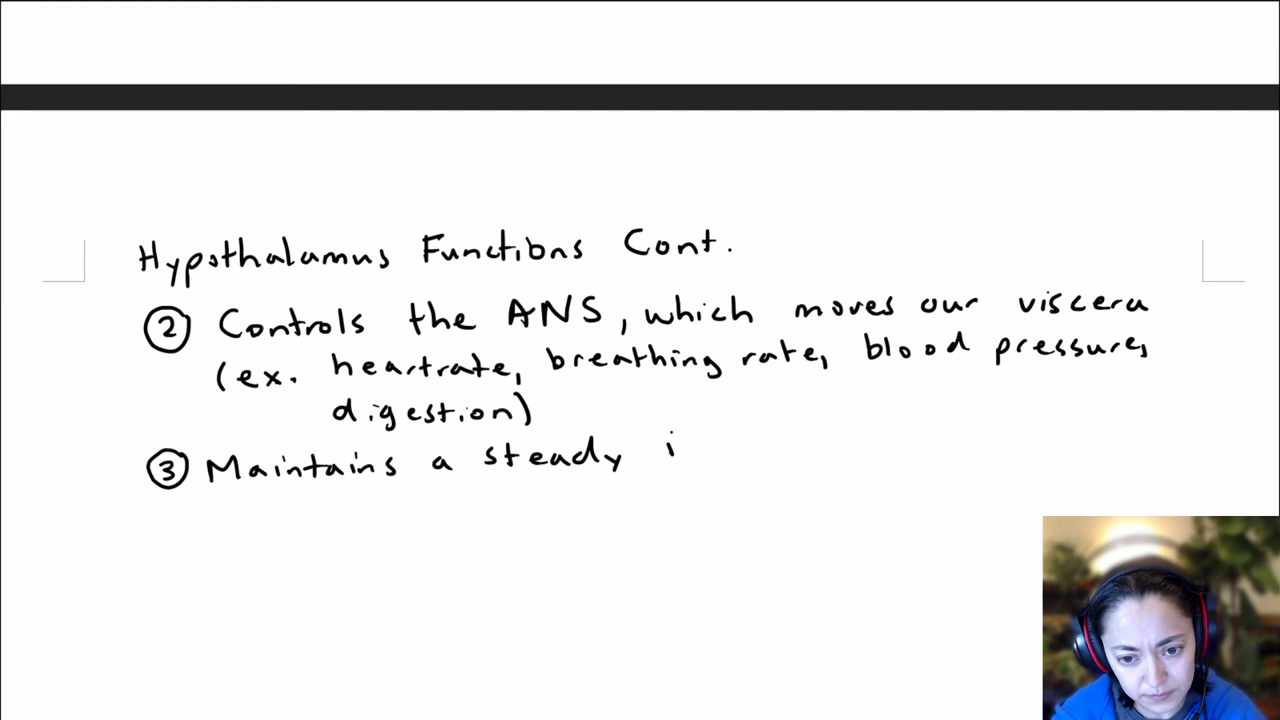 Hypothalamus Functions Cont.
② Controls the ANS, which moves our viscera
(ex. heartrate, breathing rate, blood pressure,
digestion)
③ Maintains a steady i